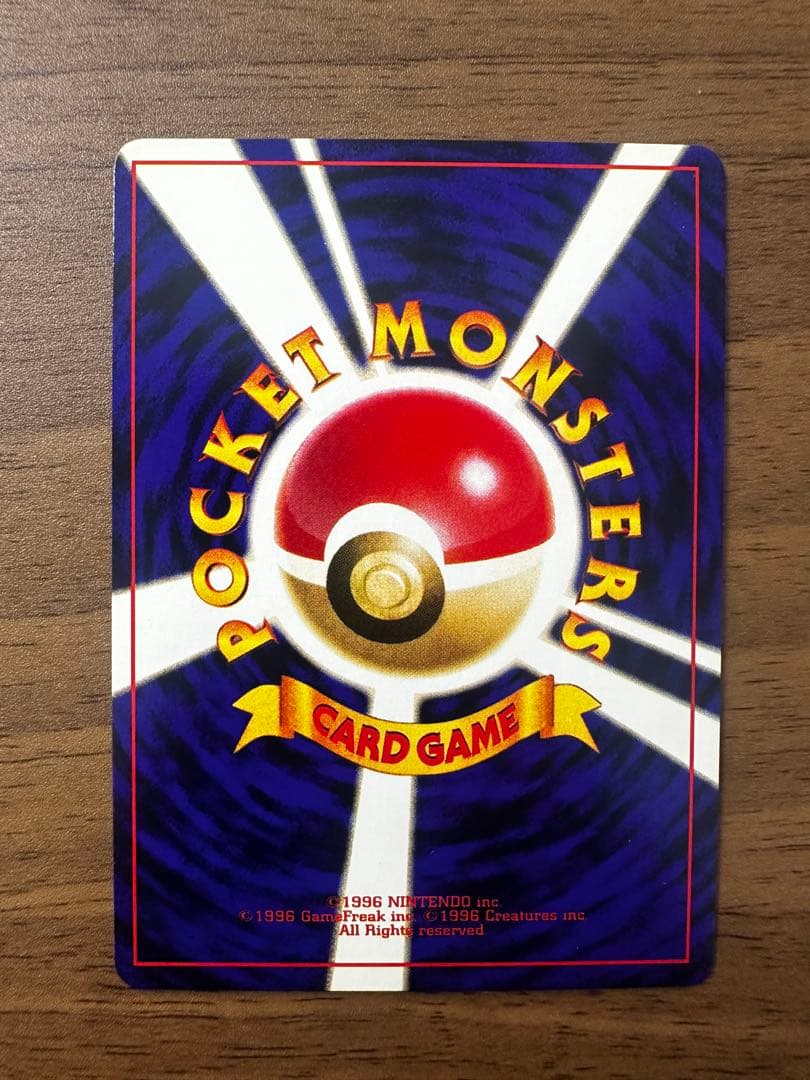 POCKET MONSTERS
CARD GAME
©1996 NINTENDO inc.
©1996 GameFreak inc. ©1996 Creatures inc.
All Rights reserved.